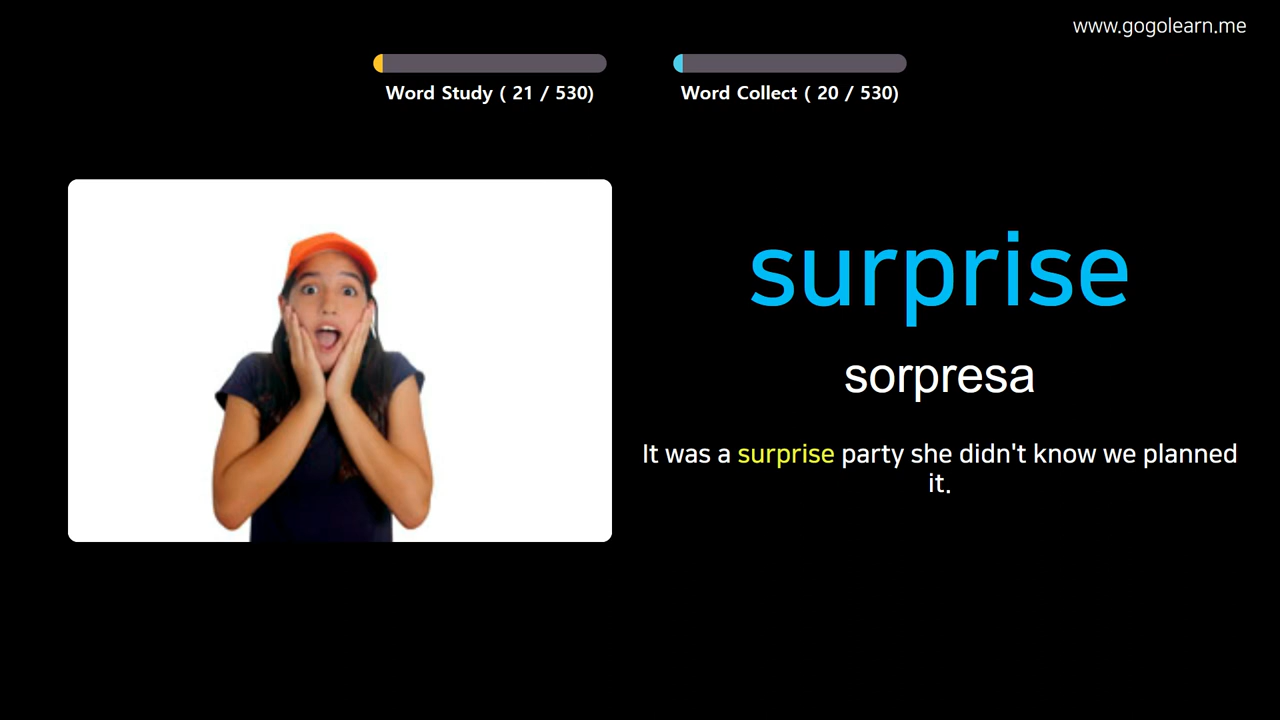 www.gogolearn.me
Word Study ( 21 / 530)
Word Collect ( 20 / 530)
surprise
sorpresa
It was a surprise party she didn't know we planned
it.